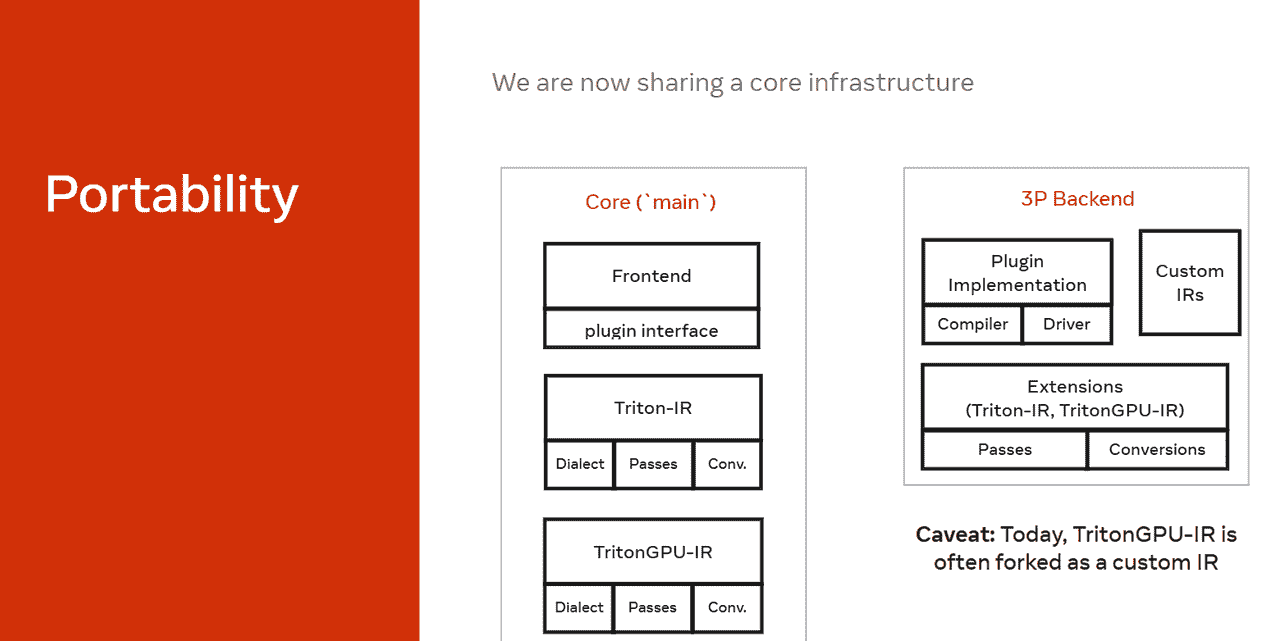 Portability
We are now sharing a core infrastructure
Core (`main`)
Frontend
plugin interface
Triton-IR
Dialect Passes Conv.
TritonGPU-IR
Dialect Passes Conv.
3P Backend
Plugin
Implementation
Compiler Driver
Custom
IRs
Extensions
(Triton-IR, TritonGPU-IR)
Passes Conversions
Caveat: Today, TritonGPU-IR is
often forked as a custom IR